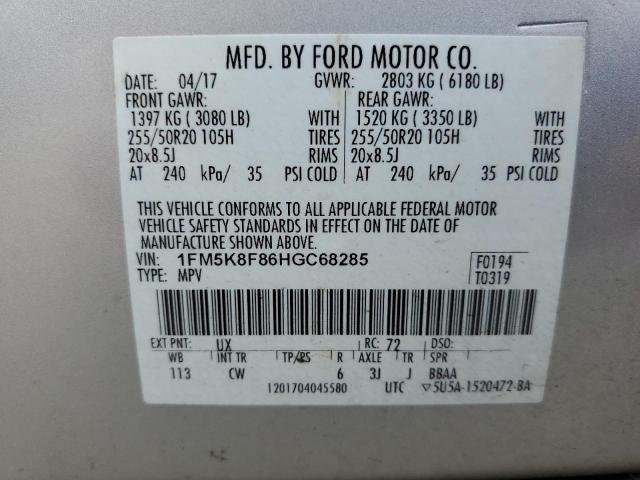 MFD. BY FORD MOTOR CO.
DATE: 04/17 GVWR: 2803 KG ( 6180 LB)
FRONT GAWR: REAR GAWR:
1397 KG ( 3080 LB) WITH 1520 KG ( 3350 LB) WITH
255/50R20 105H TIRES 255/50R20 105H TIRES
20x8.5J RIMS 20x8.5J RIMS
AT 240 kPa/ 35 PSI COLD AT 240 kPa/ 35 PSI COLD
THIS VEHICLE CONFORMS TO ALL APPLICABLE FEDERAL MOTOR
VEHICLE SAFETY STANDARDS IN EFFECT ON THE DATE OF
MANUFACTURE SHOWN ABOVE.
VIN: 1FM5K8F86HGC68285 F0194
TYPE: MPV T0319
EXT PNT: UX RC: 72 DSO:
WB INT TR TP/PS R AXLE TR SPR
113 CW 6 3J J BBAA
1201704045580 UTC ▽5U5A-1520472-BA